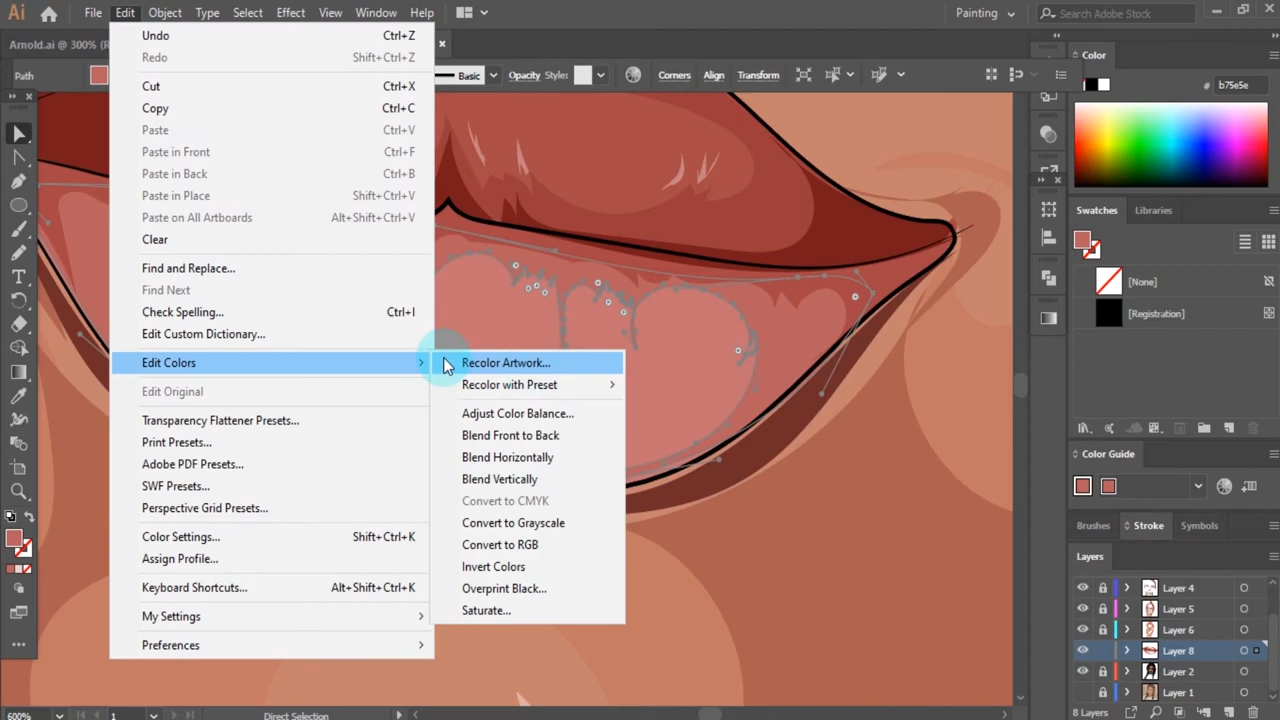 Ai File Edit Object Type Select Effect View Window Help Painting Search Adobe Stock
Arnold.ai @ 300% (R
Path Basic Opacity Style: Corners Align Transform
Color
# b75e5e
Undo Ctrl+Z
Redo Shift+Ctrl+Z
Cut Ctrl+X
Copy Ctrl+C
Paste Ctrl+V
Paste in Front Ctrl+F
Paste in Back Ctrl+B
Paste in Place Shift+Ctrl+V
Paste on All Artboards Alt+Shift+Ctrl+V
Clear
Find and Replace...
Find Next
Check Spelling... Ctrl+I
Edit Custom Dictionary...
Edit Colors
Edit Original
Transparency Flattener Presets...
Print Presets...
Adobe PDF Presets...
SWF Presets...
Perspective Grid Presets...
Color Settings... Shift+Ctrl+K
Assign Profile...
Keyboard Shortcuts... Alt+Shift+Ctrl+K
My Settings
Preferences
Recolor Artwork...
Recolor with Preset
Adjust Color Balance...
Blend Front to Back
Blend Horizontally
Blend Vertically
Convert to CMYK
Convert to Grayscale
Convert to RGB
Invert Colors
Overprint Black...
Saturate...
Swatches Libraries
[None]
[Registration]
Color Guide
Brushes Stroke Symbols
Layers
Layer 4
Layer 5
Layer 6
Layer 8
Layer 2
Layer 1
8 Layers
600% 1 Direct Selection